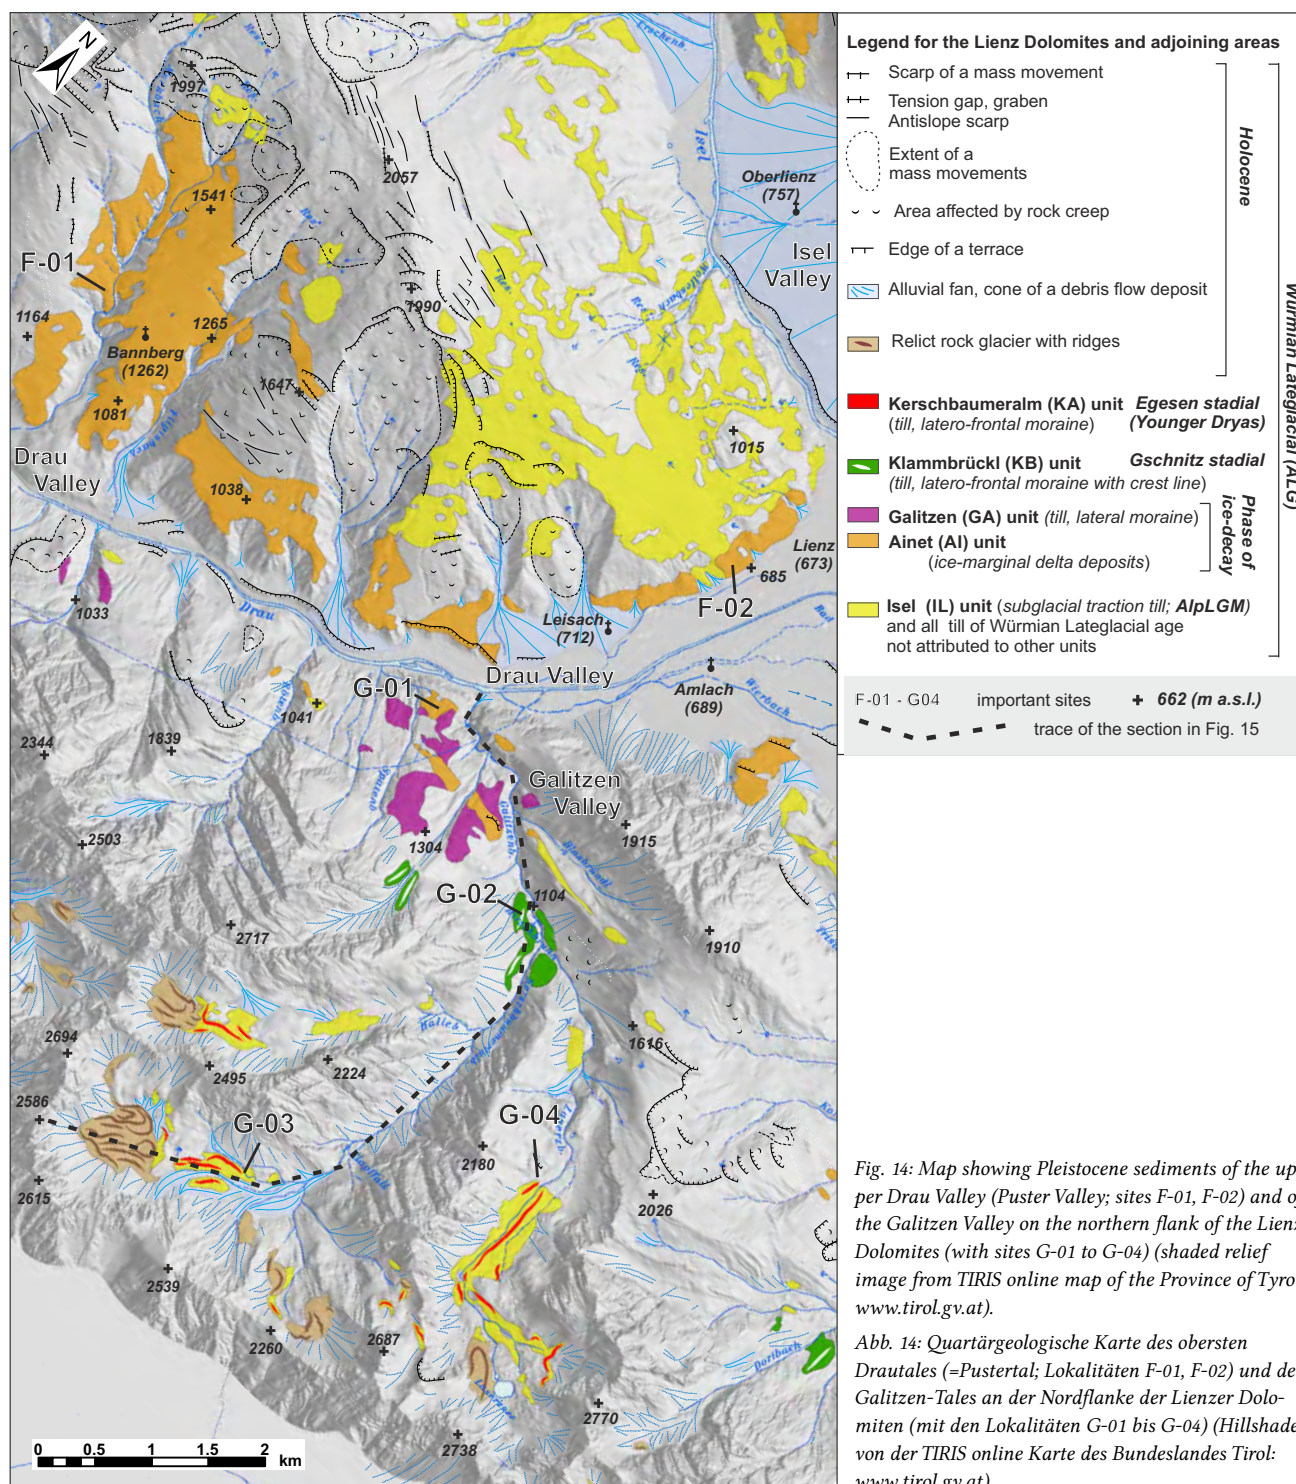 N
1997
2057
Oberlienz
(757)
Isel
1541
Isel
Valley
F-01
1990
1164
1265
Bannberg
(1262)
1647
1081
1015
Drau
Valley
1038
Lienz
(673)
685
F-02
1033
Drau
Leisach
(712)
Drau Valley
G-01
Amlach
(689)
1041
2344
1839
Galitzen
Valley
2503
1915
1304
G-02
1104
2717
1910
2694
1616
2495
2224
2586
G-03
G-04
2180
2615
2026
2539
2260
2687
2770
2738
0 0.5 1 1.5 2
km
Legend for the Lienz Dolomites and adjoining areas
Scarp of a mass movement
Tension gap, graben
Antislope scarp
Extent of a
mass movements
Area affected by rock creep
Edge of a terrace
Alluvial fan, cone of a debris flow deposit
Relict rock glacier with ridges
Holocene
Kerschbaumeralm (KA) unit Egesen stadial
(till, latero-frontal moraine) (Younger Dryas)
Klammbrückl (KB) unit Gschnitz stadial
(till, latero-frontal moraine with crest line)
Galitzen (GA) unit (till, lateral moraine)
Ainet (AI) unit
(ice-marginal delta deposits)
Phase of
ice-decay
Isel (IL) unit (subglacial traction till; AlpLGM)
and all till of Würmian Lateglacial age
not attributed to other units
Würmian Lateglacial (ALG)
F-01 - G04 important sites 662 (m a.s.l.)
trace of the section in Fig. 15
Fig. 14: Map showing Pleistocene sediments of the up-
per Drau Valley (Puster Valley; sites F-01, F-02) and of
the Galitzen Valley on the northern flank of the Lienz
Dolomites (with sites G-01 to G-04) (shaded relief
image from TIRIS online map of the Province of Tyro
www.tirol.gv.at).
Abb. 14: Quartärgeologische Karte des obersten
Drautales (=Pustertal; Lokalitäten F-01, F-02) und de
Galitzen-Tales an der Nordflanke der Lienzer Dolo-
miten (mit den Lokalitäten G-01 bis G-04) (Hillshade
von der TIRIS online Karte des Bundeslandes Tirol:
www.tirol.gv.at)